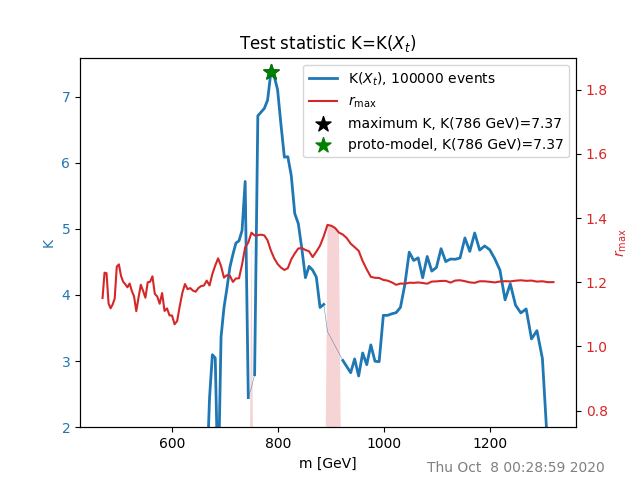 Test statistic K=K(X_t)
K(X_t), 100000 events
r_max
maximum K, K(786 GeV)=7.37
proto-model, K(786 GeV)=7.37
7
6
5
4
3
2
K
1.8
1.6
1.4
1.2
1.0
0.8
r_max
600
800
1000
1200
m [GeV]
Thu Oct  8 00:28:59 2020